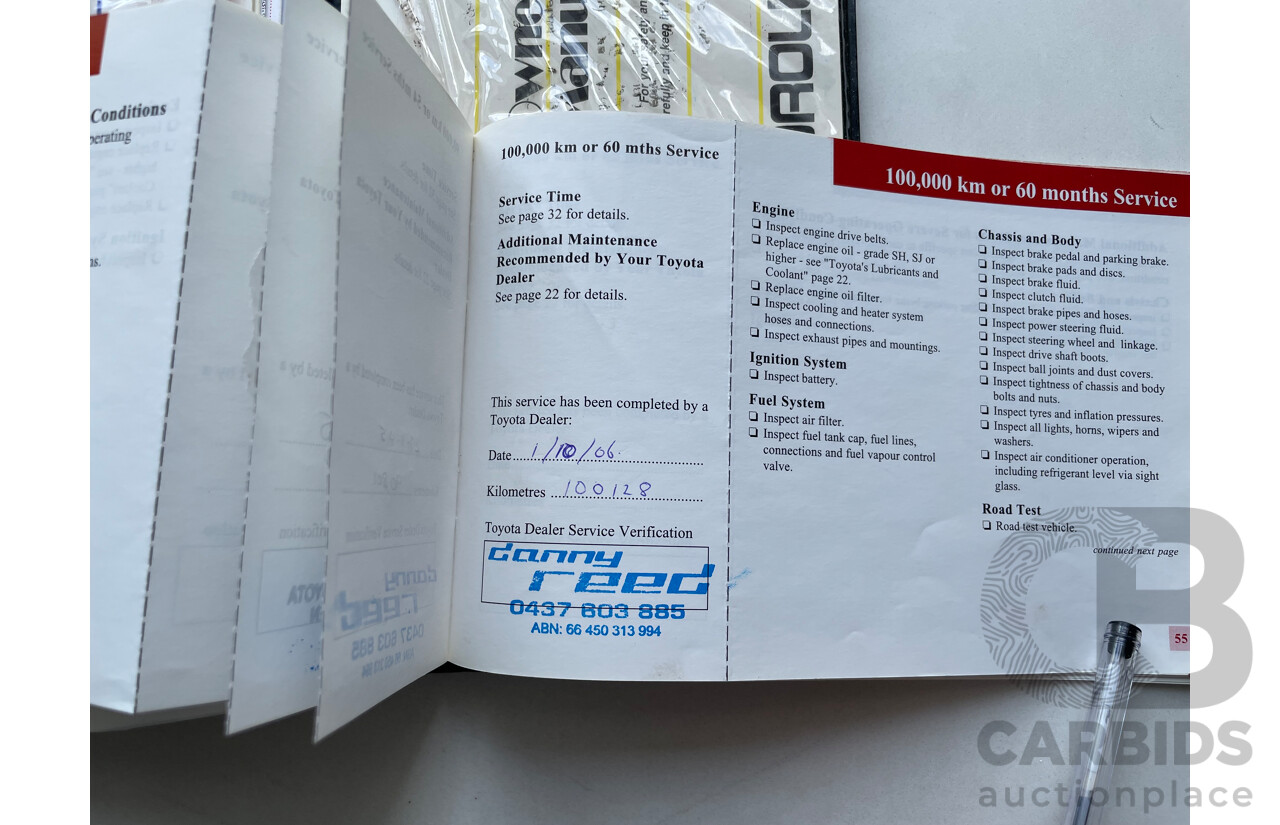 Conditions
100,000 km or 60 mths Service
Service Time
See page 32 for details.
Additional Maintenance
Recommended by Your Toyota
Dealer
See page 22 for details.
This service has been completed by a
Toyota Dealer:
Date 1/10/06.
Kilometres 100128
Toyota Dealer Service Verification
danny
reed
0437 603 885
ABN: 66 450 313 994
100,000 km or 60 months Service
Engine
❑ Inspect engine drive belts.
❑ Replace engine oil - grade SH, SJ or
higher - see "Toyota's Lubricants and
Coolant" page 22.
❑ Replace engine oil filter.
❑ Inspect cooling and heater system
hoses and connections.
❑ Inspect exhaust pipes and mountings.
Ignition System
❑ Inspect battery.
Fuel System
❑ Inspect air filter.
❑ Inspect fuel tank cap, fuel lines,
connections and fuel vapour control
valve.
Chassis and Body
❑ Inspect brake pedal and parking brake.
❑ Inspect brake pads and discs.
❑ Inspect brake fluid.
❑ Inspect clutch fluid.
❑ Inspect brake pipes and hoses.
❑ Inspect power steering fluid.
❑ Inspect steering wheel and linkage.
❑ Inspect drive shaft boots.
❑ Inspect ball joints and dust covers.
❑ Inspect tightness of chassis and body
bolts and nuts.
❑ Inspect tyres and inflation pressures.
❑ Inspect all lights, horns, wipers and
washers.
❑ Inspect air conditioner operation,
including refrigerant level via sight
glass.
Road Test
❑ Road test vehicle.
continued next page
55
CARBIDS
auctionplace